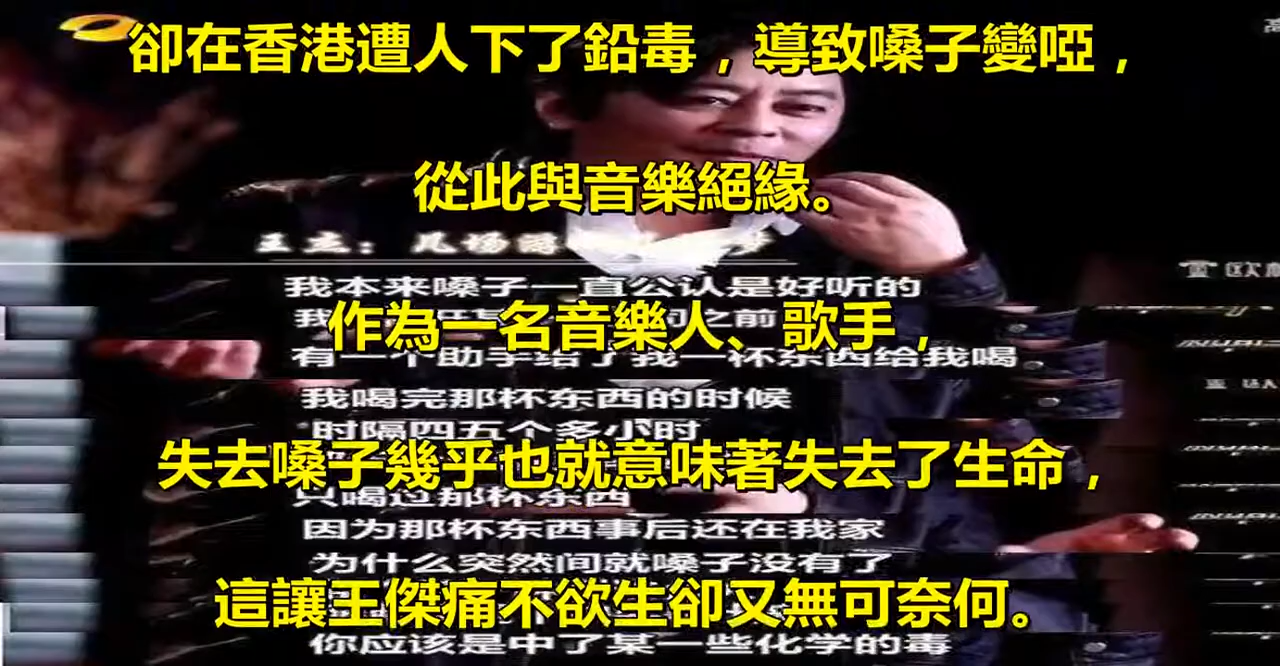 卻在香港遭人下了鉛毒，導致嗓子變啞，
從此與音樂絕緣。
王杰：
我本来嗓子一直公认是好听的
作為一名音樂人、歌手，
有一个助手给了我一杯东西给我喝。
我喝完那杯东西的时候
时隔四五个多小时
失去嗓子幾乎也就意味著失去了生命，
只喝过那杯东西
因为那杯东西事后还在我家
为什么突然间就嗓子没有了
這讓王傑痛不欲生卻又無可奈何。
你应该是中了某一些化学的毒